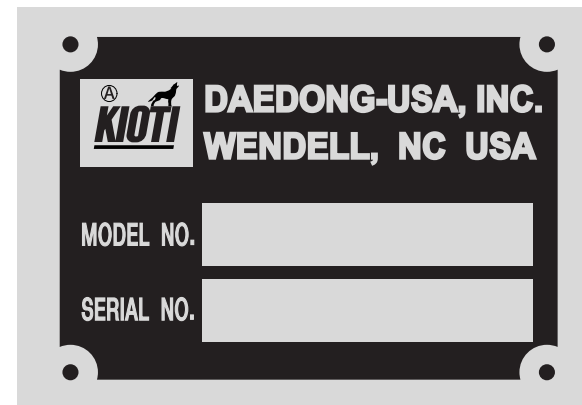 Ⓐ
KIOTI
DAEDONG-USA, INC.
WENDELL, NC USA
MODEL NO.
SERIAL NO.